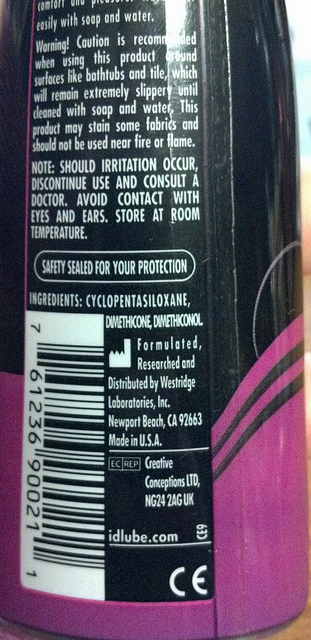 comfort and pleasure
easily with soap and water.
Warning! Caution is recommended
when using this product around
surfaces like bathtubs and tile, which
will remain extremely slippery until
cleaned with soap and water. This
product may stain some fabrics and
should not be used near fire or flame.
NOTE: SHOULD IRRITATION OCCUR,
DISCONTINUE USE AND CONSULT A
DOCTOR. AVOID CONTACT WITH
EYES AND EARS. STORE AT ROOM
TEMPERATURE.
SAFETY SEALED FOR YOUR PROTECTION
INGREDIENTS: CYCLOPENTASILOXANE,
DIMETHICONE, DIMETHICONOL.
Formulated,
Researched and
Distributed by Westridge
Laboratories, Inc.
Newport Beach, CA 92663
Made in U.S.A.
EC REP Creative
Conceptions LTD,
NG24 2AG UK
idlube.com
CE9
CE
7 61236 90021 1